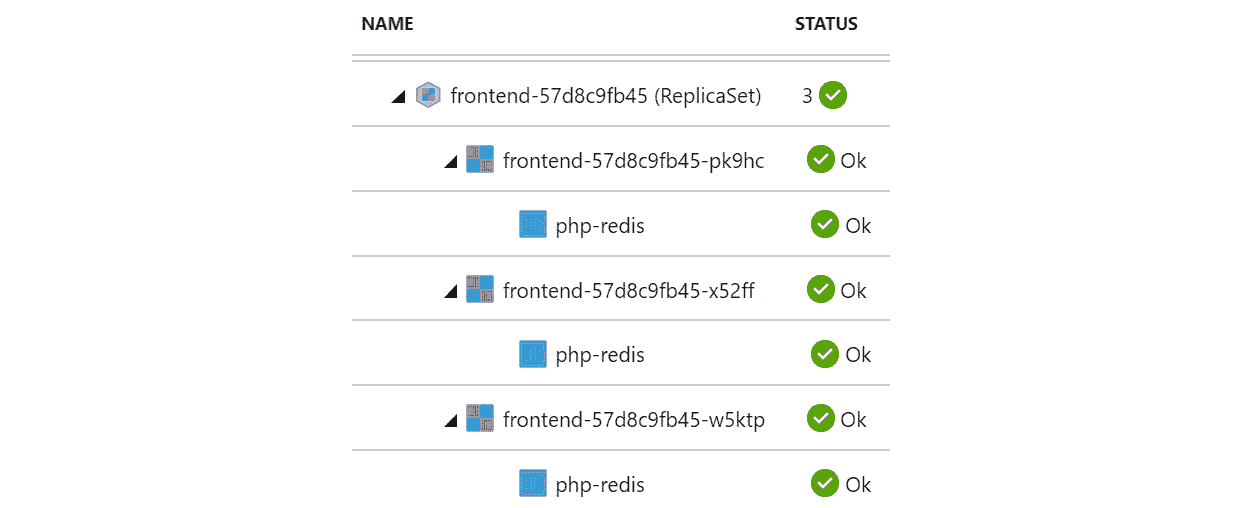 NAME STATUS
frontend-57d8c9fb45 (ReplicaSet) 3
frontend-57d8c9fb45-pk9hc Ok
php-redis Ok
frontend-57d8c9fb45-x52ff Ok
php-redis Ok
frontend-57d8c9fb45-w5ktp Ok
php-redis Ok